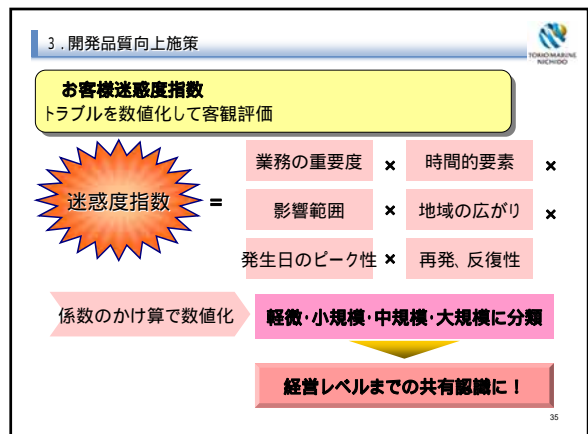 3．開発品質向上施策
TOKIO MARINE
NICHIDO
お客様迷惑度指数
トラブルを数値化して客観評価
迷惑度指数 = 業務の重要度 × 時間的要素 ×
影響範囲 × 地域の広がり ×
発生日のピーク性 × 再発、反復性
係数のかけ算で数値化 軽微・小規模・中規模・大規模に分類
経営レベルまでの共有認識に！
35